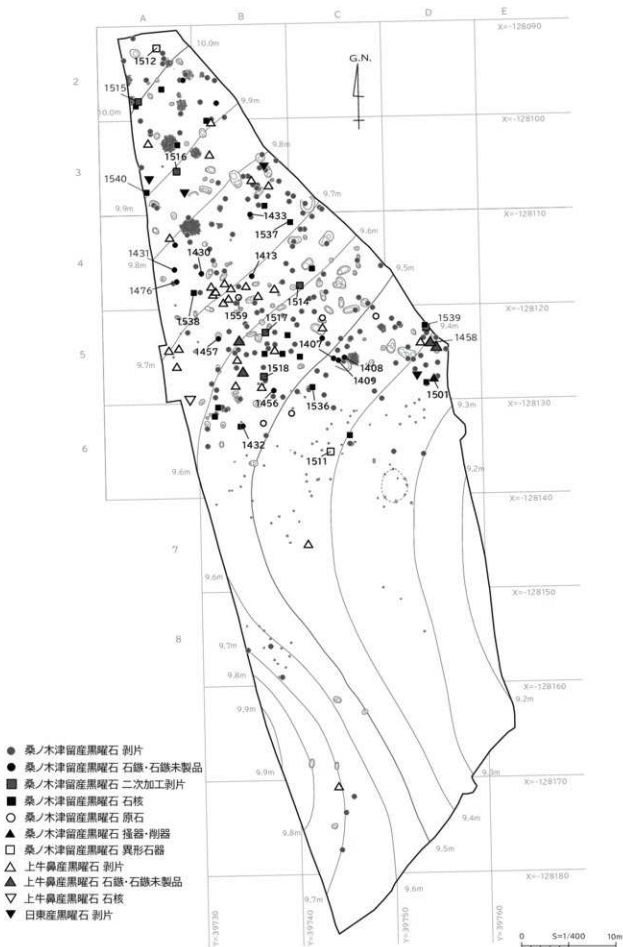 A
B
C
D
E
X=-128090
G.N.
2
10.0m
1512
1515
10.0m
9.9m
X=-128100
9.8m
3
1516
1540
9.9m
9.7m
1433
1537
X=-128110
9.6m
4
1431
9.8m
1430
1413
9.5m
1476
1514
1538
1559
1517
X=-128120
1539
9.4m
1458
5
9.7m
1457
1407
1408
1409
1518
1456
1536
1501
X=-128130
9.3m
1432
6
1511
9.6m
9.2m
X=-128140
7
9.6m
X=-128150
8
9.7m
9.8m
9.9m
X=-128160
9.2m
9.9m
9.3m
X=-128170
9.8m
9.4m
9.5m
9.7m
9.6m
X=-128180
Y=39730
Y=39740
Y=39750
Y=39760
桑ノ木津留産黒曜石 剥片
桑ノ木津留産黒曜石 石鏃・石鏃未製品
桑ノ木津留産黒曜石 二次加工剥片
桑ノ木津留産黒曜石 石核
桑ノ木津留産黒曜石 原石
桑ノ木津留産黒曜石 掻器・削器
桑ノ木津留産黒曜石 異形石器
上牛鼻産黒曜石 剥片
上牛鼻産黒曜石 石鏃・石鏃未製品
上牛鼻産黒曜石 石核
日東産黒曜石 剥片
0 S=1/400 10m